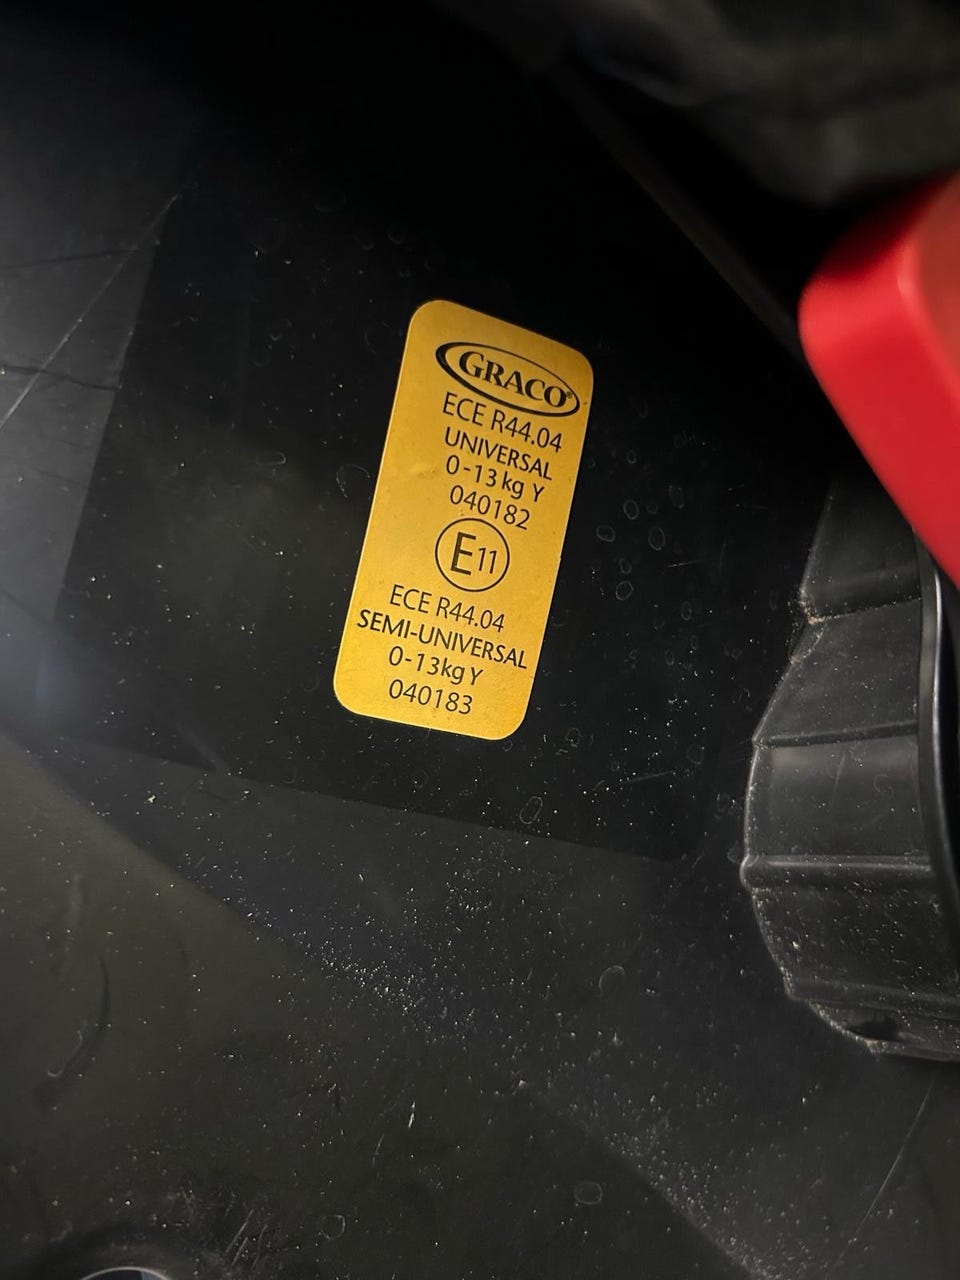 GRACO®
ECE R44.04
UNIVERSAL
0-13 kg Y
040182
E11
ECE R44.04
SEMI-UNIVERSAL
0-13kg Y
040183